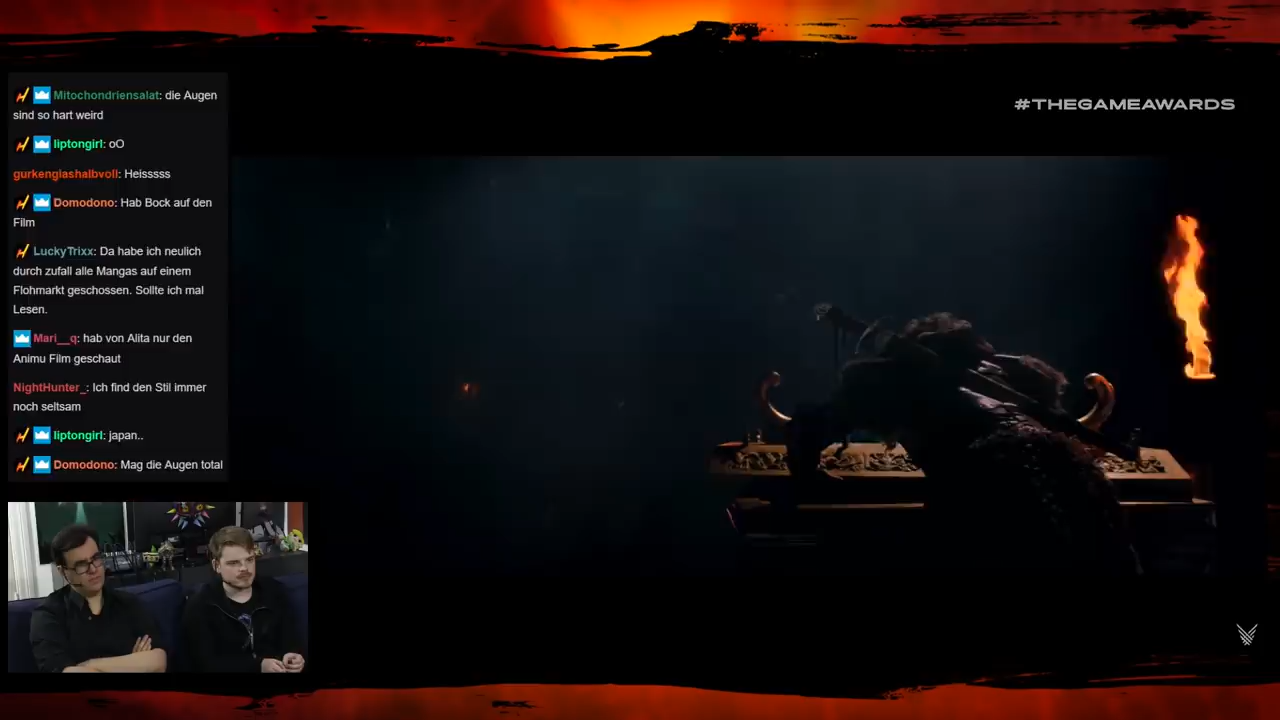 #THEGAMEAWARDS
Mitochondriensalat: die Augen
sind so hart weird
liptongirl: oO
gurkenglashalbvoll: Heisssss
Domodono: Hab Bock auf den
Film
LuckyTrixx: Da habe ich neulich
durch zufall alle Mangas auf einem
Flohmarkt geschossen. Sollte ich mal
Lesen.
Mari__q: hab von Alita nur den
Animu Film geschaut
NightHunter_: Ich find den Stil immer
noch seltsam
liptongirl: japan..
Domodono: Mag die Augen total